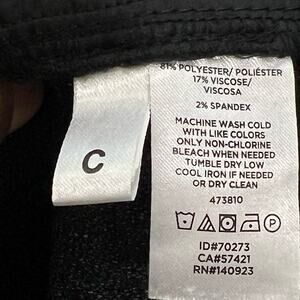 81% POLYESTER/ POLIÉSTER
17% VISCOSE/
VISCOSA
2% SPANDEX
MACHINE WASH COLD
WITH LIKE COLORS
ONLY NON-CHLORINE
BLEACH WHEN NEEDED
TUMBLE DRY LOW
COOL IRON IF NEEDED
OR DRY CLEAN
473810
ID#70273
CA#57421
RN#140923
C